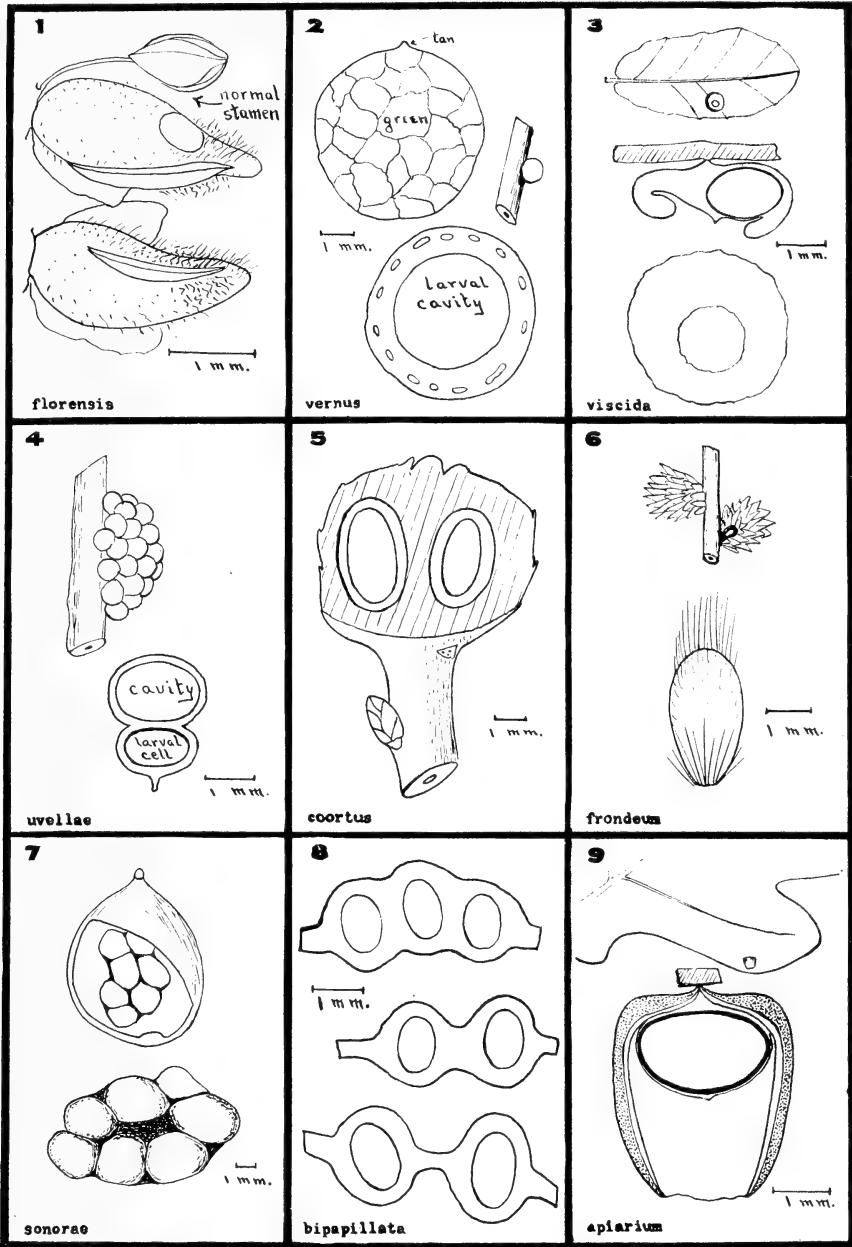 1
normal
stamen
1 mm.
florensis
2
tan
green
1 mm.
larval
cavity
vernus
3
1 mm.
viscida
4
cavity
larval
cell
1 mm.
uvellae
5
1 mm.
coortus
6
1 mm.
frondeum
7
1 mm.
sonorae
8
1 mm.
bipapillata
9
1 mm.
apiarium